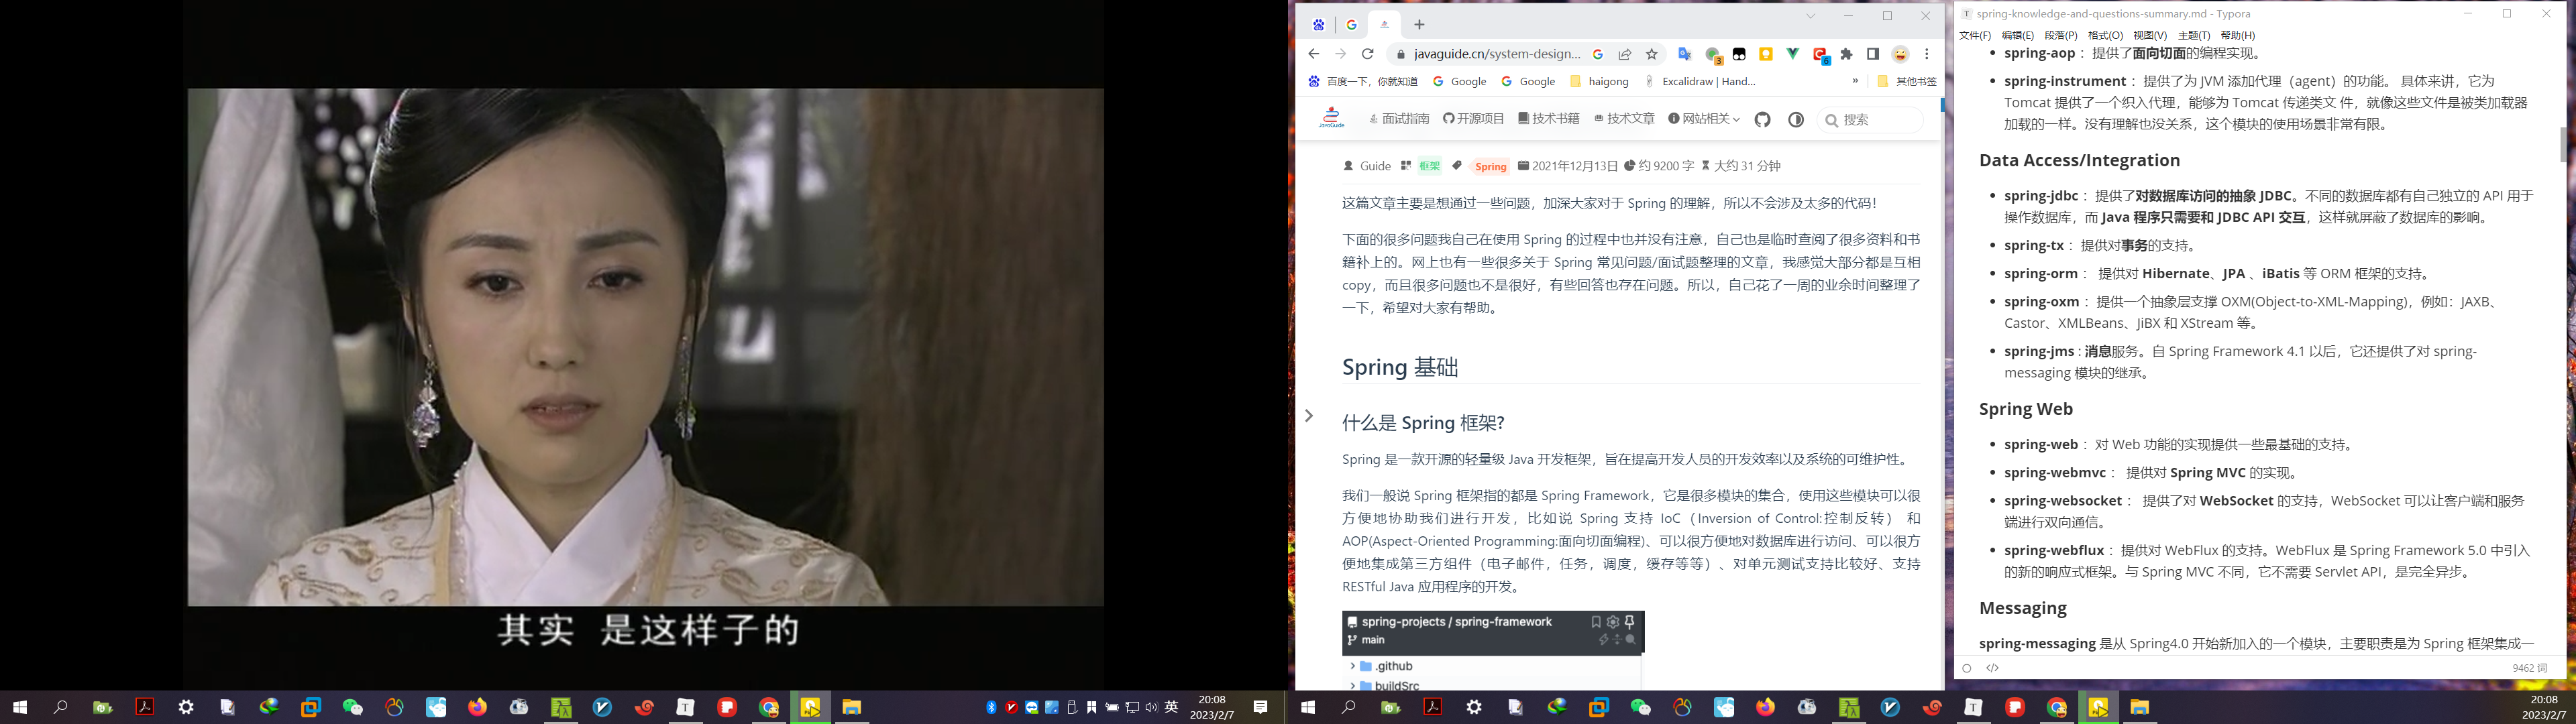 其实 是这样子的
英
20:08
2023/2/7
javaguide.cn/system-design...
3
6
百度一下，你就知道
Google
Google
haigong
Excalidraw | Hand...
»
其他书签
JavaGuide
面试指南
开源项目
技术书籍
技术文章
网站相关
搜索
Guide
框架
Spring
2021年12月13日
约 9200 字
大约 31 分钟
这篇文章主要是想通过一些问题，加深大家对于 Spring 的理解，所以不会涉及太多的代码！
下面的很多问题我自己在使用 Spring 的过程中也并没有注意，自己也是临时查阅了很多资料和书
籍补上的。网上也有一些很多关于 Spring 常见问题/面试题整理的文章，我感觉大部分都是互相
copy，而且很多问题也不是很好，有些回答也存在问题。所以，自己花了一周的业余时间整理了
一下，希望对大家有帮助。
Spring 基础
什么是 Spring 框架?
Spring 是一款开源的轻量级 Java 开发框架，旨在提高开发人员的开发效率以及系统的可维护性。
我们一般说 Spring 框架指的都是 Spring Framework，它是很多模块的集合，使用这些模块可以很
方便地协助我们进行开发，比如说 Spring 支持 IoC（Inversion of Control:控制反转） 和
AOP(Aspect-Oriented Programming:面向切面编程)、可以很方便地对数据库进行访问、可以很方
便地集成第三方组件（电子邮件，任务，调度，缓存等等）、对单元测试支持比较好、支持
RESTful Java 应用程序的开发。
spring-projects / spring-framework
main
.github
buildSrc
spring-knowledge-and-questions-summary.md - Typora
文件(F) 编辑(E) 段落(P) 格式(O) 视图(V) 主题(T) 帮助(H)
spring-aop ：提供了面向切面的编程实现。
spring-instrument ：提供了为 JVM 添加代理（agent）的功能。 具体来讲，它为
Tomcat 提供了一个织入代理，能够为 Tomcat 传递类文 件，就像这些文件是被类加载器
加载的一样。没有理解也没关系，这个模块的使用场景非常有限。
Data Access/Integration
spring-jdbc ：提供了对数据库访问的抽象 JDBC。不同的数据库都有自己独立的 API 用于
操作数据库，而 Java 程序只需要和 JDBC API 交互，这样就屏蔽了数据库的影响。
spring-tx ：提供对事务的支持。
spring-orm ： 提供对 Hibernate、JPA 、iBatis 等 ORM 框架的支持。
spring-oxm ：提供一个抽象层支撑 OXM(Object-to-XML-Mapping)，例如：JAXB、
Castor、XMLBeans、JiBX 和 XStream 等。
spring-jms : 消息服务。自 Spring Framework 4.1 以后，它还提供了对 spring-
messaging 模块的继承。
Spring Web
spring-web ：对 Web 功能的实现提供一些最基础的支持。
spring-webmvc ： 提供对 Spring MVC 的实现。
spring-websocket ： 提供了对 WebSocket 的支持，WebSocket 可以让客户端和服务
端进行双向通信。
spring-webflux ：提供对 WebFlux 的支持。WebFlux 是 Spring Framework 5.0 中引入
的新的响应式框架。与 Spring MVC 不同，它不需要 Servlet API，是完全异步。
Messaging
spring-messaging 是从 Spring4.0 开始新加入的一个模块，主要职责是为 Spring 框架集成一
9462 词
20:08
2023/2/7